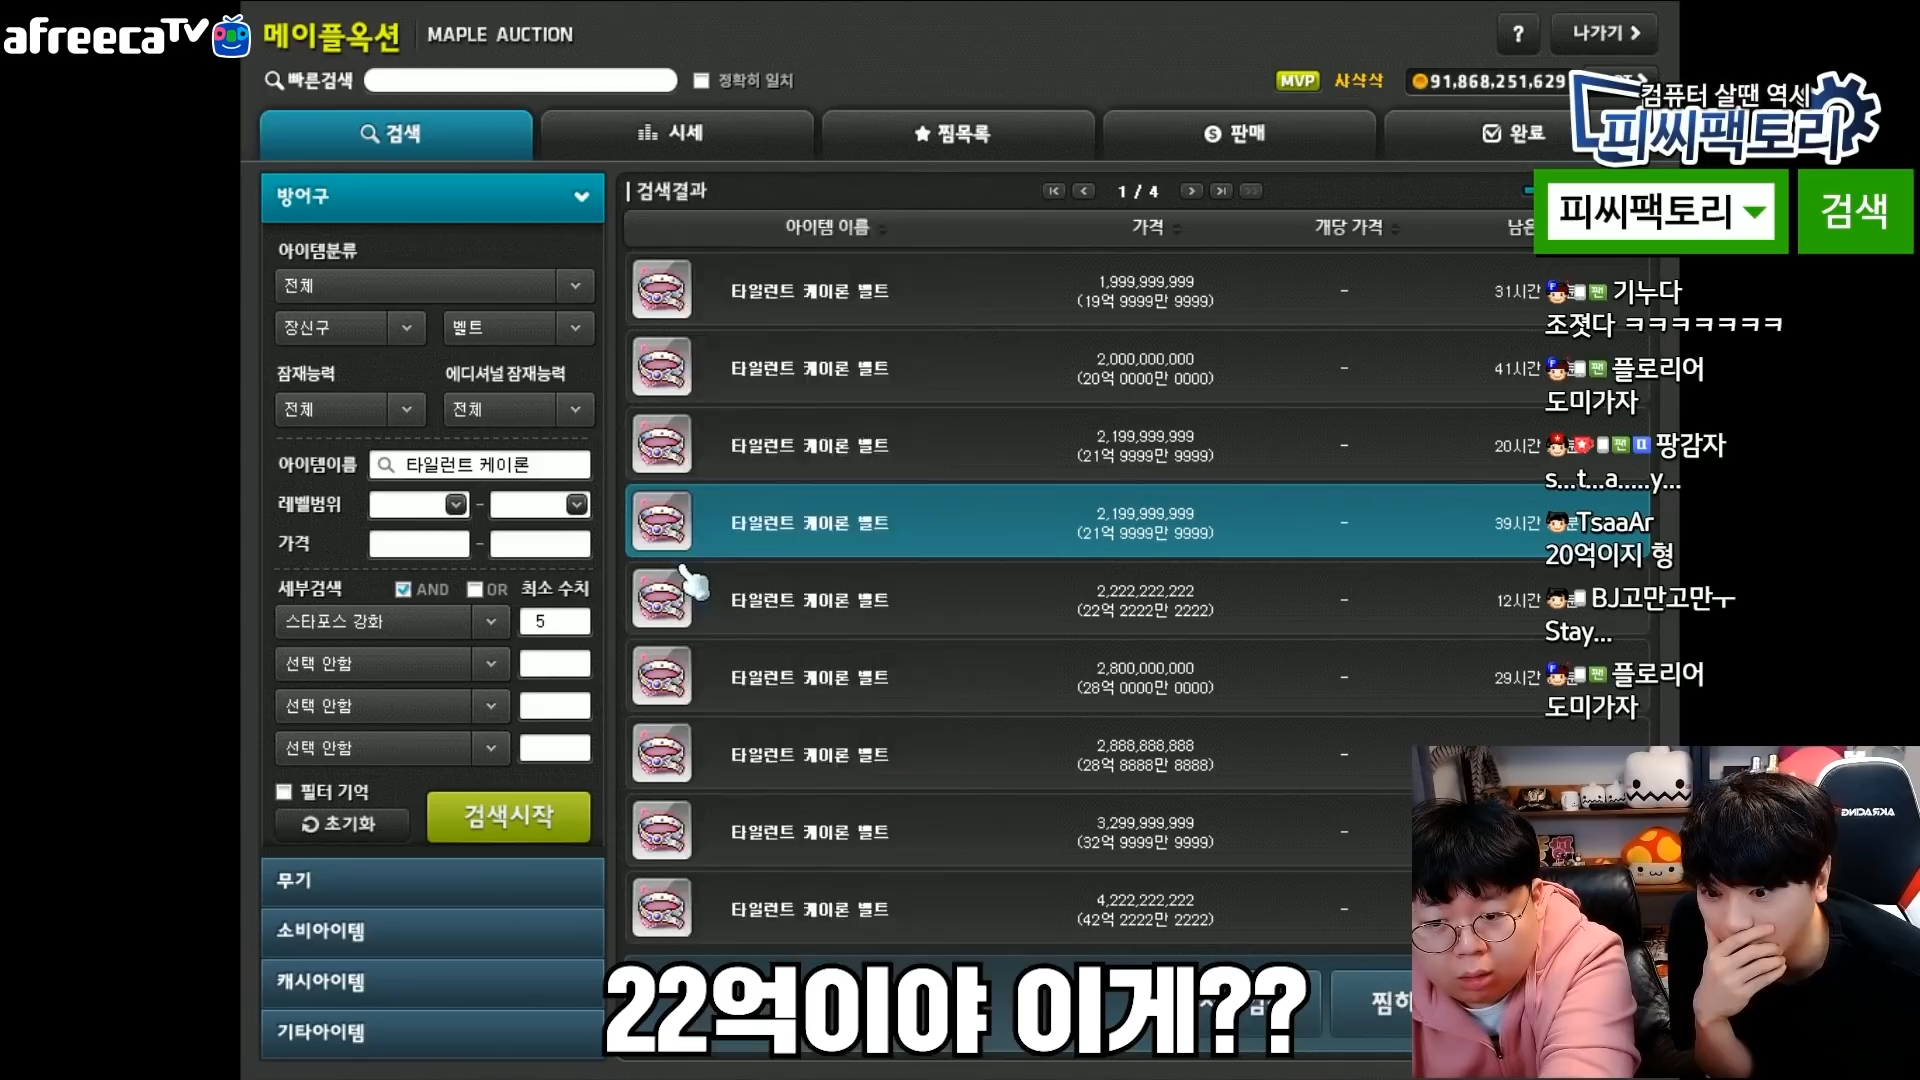 afreecaTV
메이플옥션 MAPLE AUCTION
? 나가기
빠른검색 정확히 일치
MVP 샤샥삭 91,868,251,629
컴퓨터 살땐 역시
피씨팩토리
피씨팩토리 검색
검색 시세 찜목록 판매 완료
방어구
아이템분류
전체
장신구 벨트
잠재능력 에디셔널 잠재능력
전체 전체
아이템이름 타일런트 케이론
레벨범위 -
가격 -
세부검색 AND OR 최소 수치
스타포스 강화 5
선택 안함
선택 안함
선택 안함
필터 기억
초기화 검색시작
무기
소비아이템
캐시아이템
기타아이템
검색결과 1 / 4
아이템 이름 가격 개당 가격 남은
타일런트 케이론 벨트 1,999,999,999 (19억 9999만 9999) - 31시간
타일런트 케이론 벨트 2,000,000,000 (20억 0000만 0000) - 41시간
타일런트 케이론 벨트 2,199,999,999 (21억 9999만 9999) - 20시간
타일런트 케이론 벨트 2,199,999,999 (21억 9999만 9999) - 39시간
타일런트 케이론 벨트 2,222,222,222 (22억 2222만 2222) - 12시간
타일런트 케이론 벨트 2,800,000,000 (28억 0000만 0000) - 29시간
타일런트 케이론 벨트 2,888,888,888 (28억 8888만 8888) -
타일런트 케이론 벨트 3,299,999,999 (32억 9999만 9999) -
타일런트 케이론 벨트 4,222,222,222 (42억 2222만 2222) -
찜하
팬 기누다
조졋다 ㅋㅋㅋㅋㅋㅋㅋ
팬 플로리어
도미가자
팬 팡감자
s...t...a.....y...
TsaaAr
20억이지 형
BJ고만고만ㅜ
Stay...
팬 플로리어
도미가자
AKRACING
22억이야 이게??